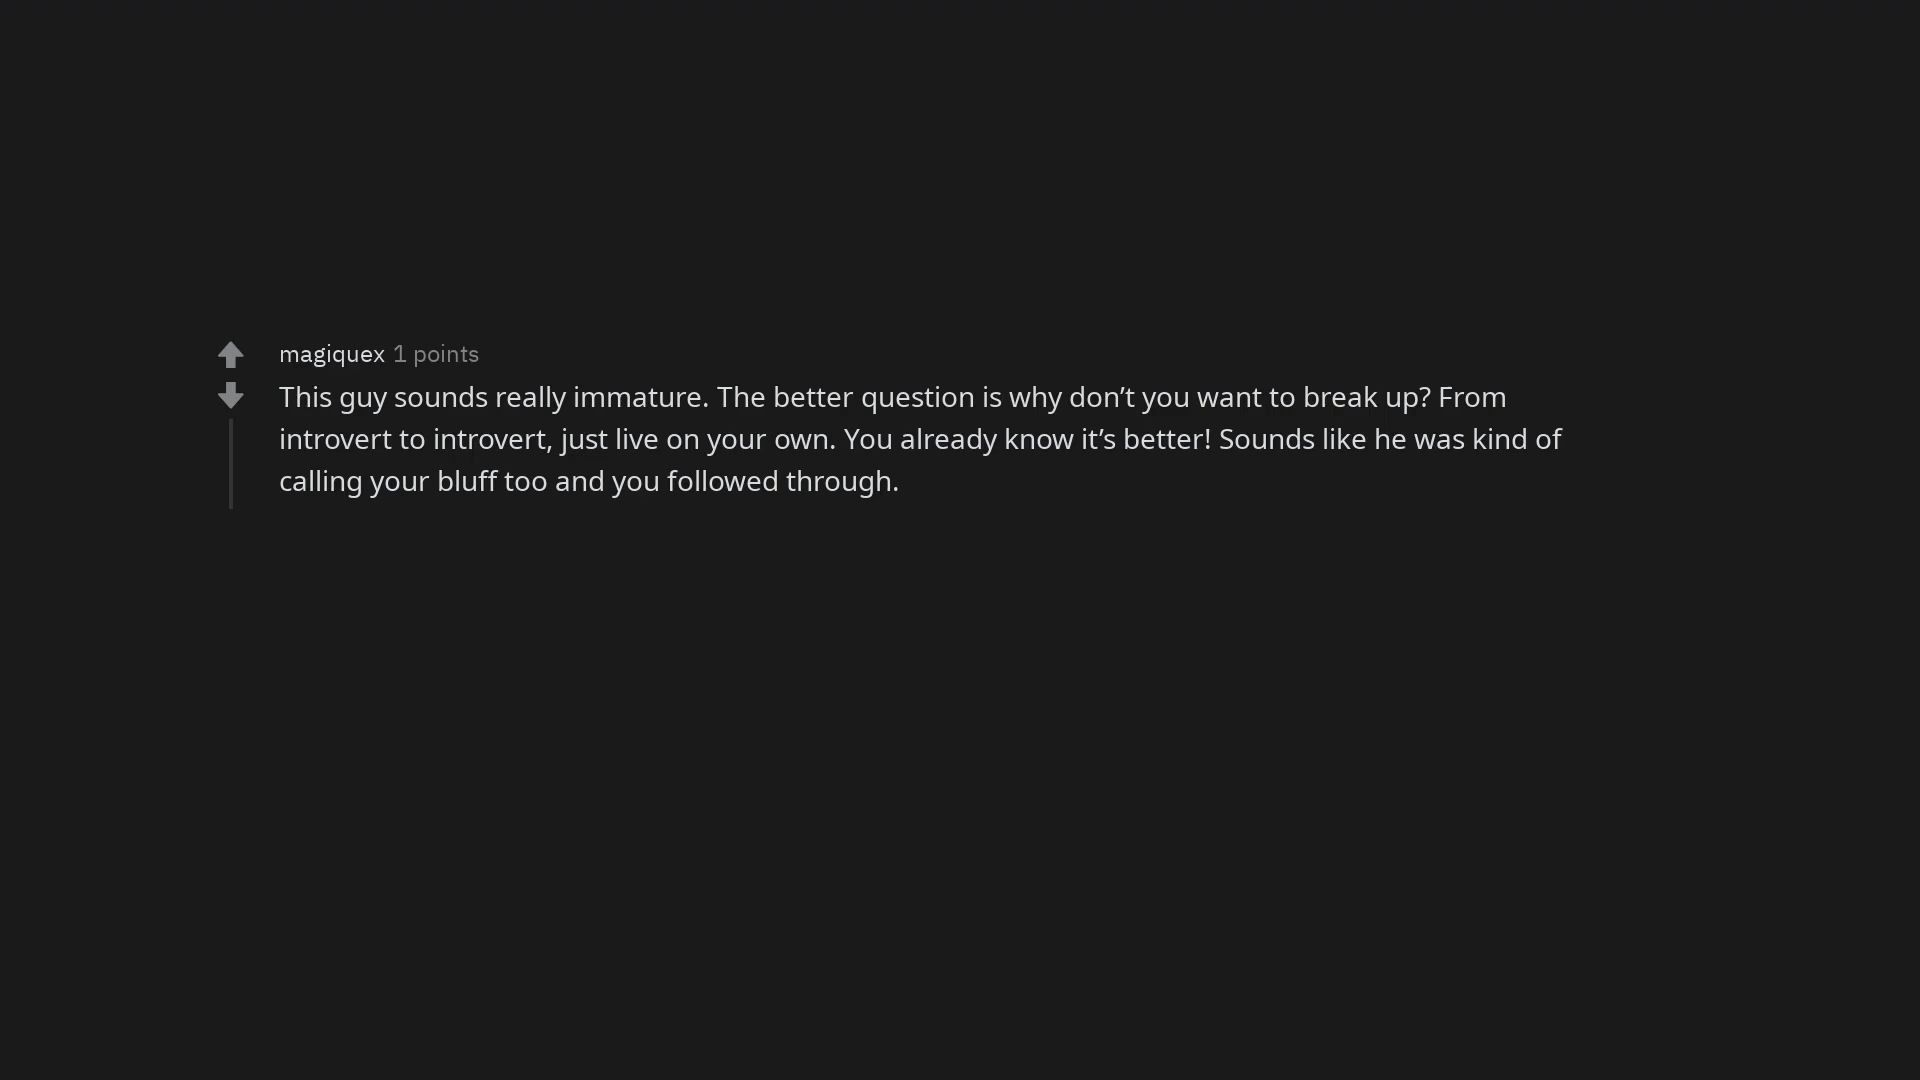 magiquex 1 points
This guy sounds really immature. The better question is why don’t you want to break up? From
introvert to introvert, just live on your own. You already know it’s better! Sounds like he was kind of
calling your bluff too and you followed through.